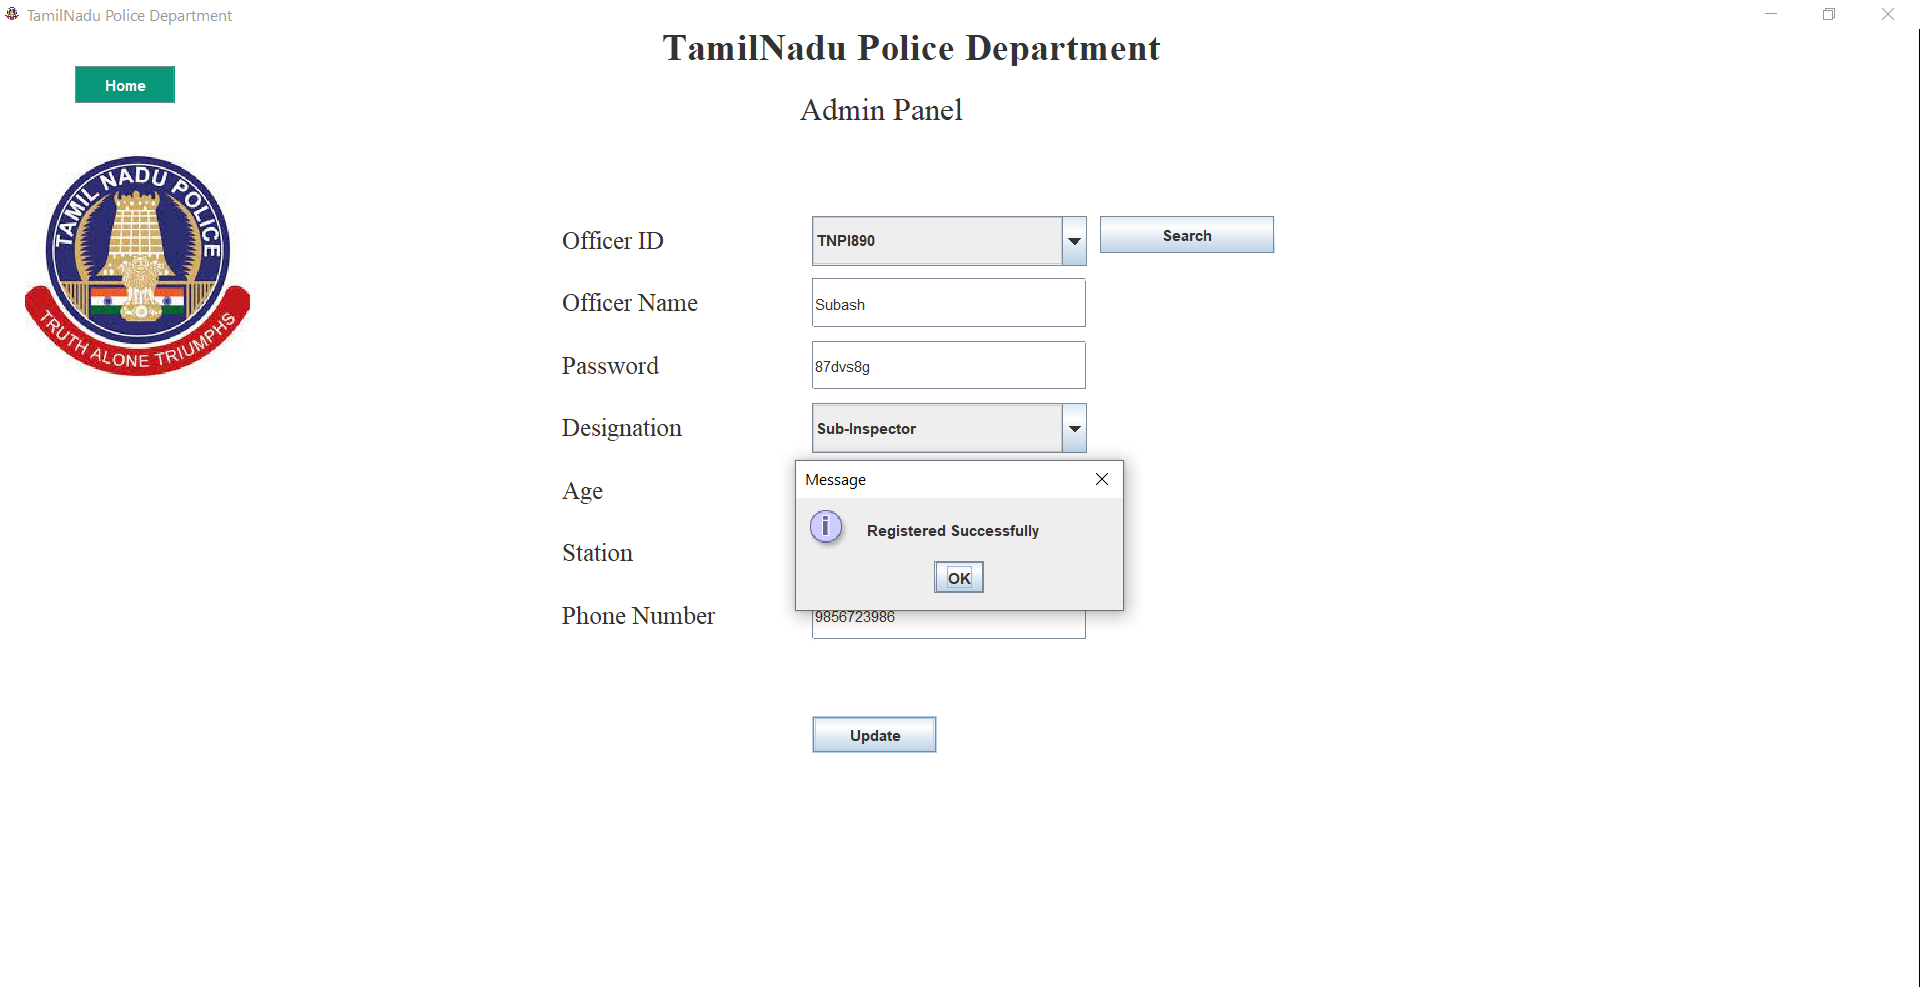 TamilNadu Police Department
TamilNadu Police Department
Home
Admin Panel
TAMIL NADU POLICE
TRUTH ALONE TRIUMPHS
Officer ID
TNPI890
Search
Officer Name
Subash
Password
87dvs8g
Designation
Sub-Inspector
Message
Age
Registered Successfully
Station
OK
Phone Number
9856723986
Update